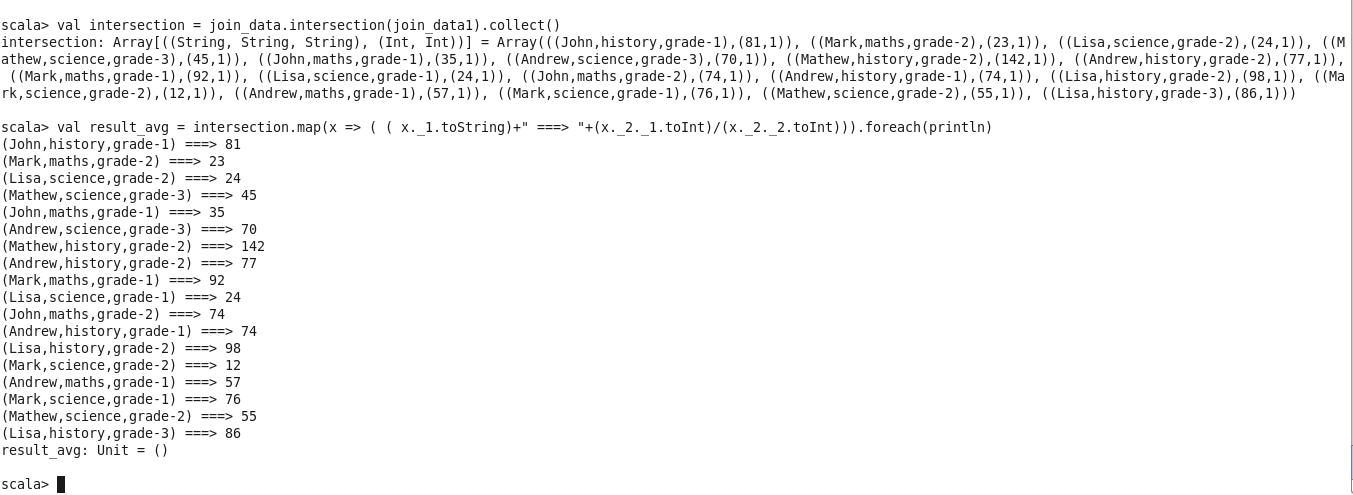 scala> val intersection = join_data.intersection(join_data1).collect()
intersection: Array[((String, String, String), (Int, Int))] = Array(((John,history,grade-1),(81,1)), ((Mark,maths,grade-2),(23,1)), ((Lisa,science,grade-2),(24,1)), ((M
athew,science,grade-3),(45,1)), ((John,maths,grade-1),(35,1)), ((Andrew,science,grade-3),(70,1)), ((Mathew,history,grade-2),(142,1)), ((Andrew,history,grade-2),(77,1)),
 ((Mark,maths,grade-1),(92,1)), ((Lisa,science,grade-1),(24,1)), ((John,maths,grade-2),(74,1)), ((Andrew,history,grade-1),(74,1)), ((Lisa,history,grade-2),(98,1)), ((Ma
rk,science,grade-2),(12,1)), ((Andrew,maths,grade-1),(57,1)), ((Mark,science,grade-1),(76,1)), ((Mathew,science,grade-2),(55,1)), ((Lisa,history,grade-3),(86,1)))
scala> val result_avg = intersection.map(x => ( ( x._1.toString)+" ===> "+(x._2._1.toInt)/(x._2._2.toInt))).foreach(println)
(John,history,grade-1) ===> 81
(Mark,maths,grade-2) ===> 23
(Lisa,science,grade-2) ===> 24
(Mathew,science,grade-3) ===> 45
(John,maths,grade-1) ===> 35
(Andrew,science,grade-3) ===> 70
(Mathew,history,grade-2) ===> 142
(Andrew,history,grade-2) ===> 77
(Mark,maths,grade-1) ===> 92
(Lisa,science,grade-1) ===> 24
(John,maths,grade-2) ===> 74
(Andrew,history,grade-1) ===> 74
(Lisa,history,grade-2) ===> 98
(Mark,science,grade-2) ===> 12
(Andrew,maths,grade-1) ===> 57
(Mark,science,grade-1) ===> 76
(Mathew,science,grade-2) ===> 55
(Lisa,history,grade-3) ===> 86
result_avg: Unit = ()
scala>